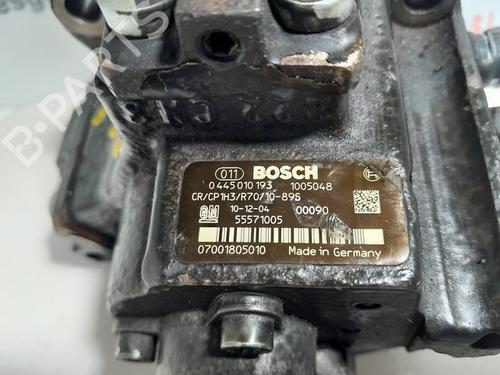 B-PARTS
011 BOSCH
0 445 010 193 1005048
CR/CP1H3/R70/10-89S
GM 10-12-04 00090
55571005
07001805010 Made in Germany